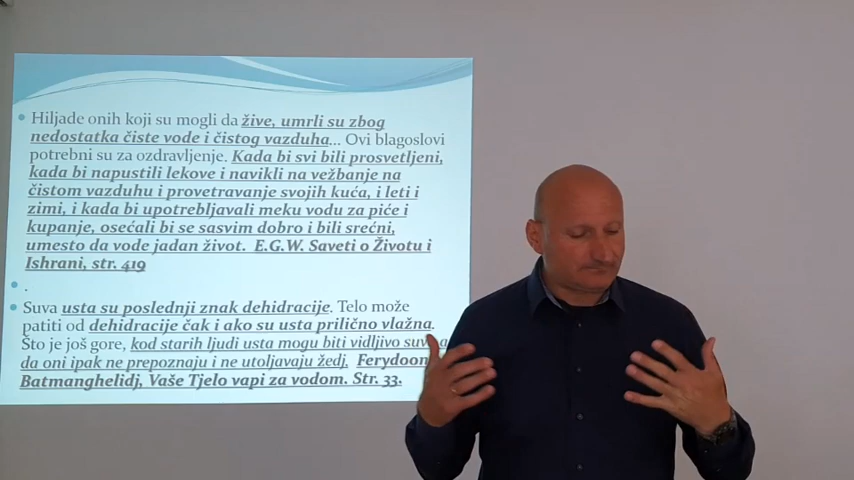 Hiljade onih koji su mogli da žive, umrli su zbog
nedostatka čiste vode i čistog vazduha... Ovi blagoslovi
potrebni su za ozdravljenje. Kada bi svi bili prosvetljeni,
kada bi napustili lekove i navikli na vežbanje na
čistom vazduhu i provetravanje svojih kuća, i leti i
zimi, i kada bi upotrebljavali meku vodu za piće i
kupanje, osećali bi se sasvim dobro i bili srećni,
umesto da vode jadan život. E.G.W. Saveti o Životu i
Ishrani, str. 419
.
Suva usta su poslednji znak dehidracije. Telo može
patiti od dehidracije čak i ako su usta prilično vlažna.
Što je još gore, kod starih ljudi usta mogu biti vidljivo suva, a
da oni ipak ne prepoznaju i ne utoljavaju žeđ. Ferydoon
Batmanghelidj, Vaše Tjelo vapi za vodom. Str. 33.